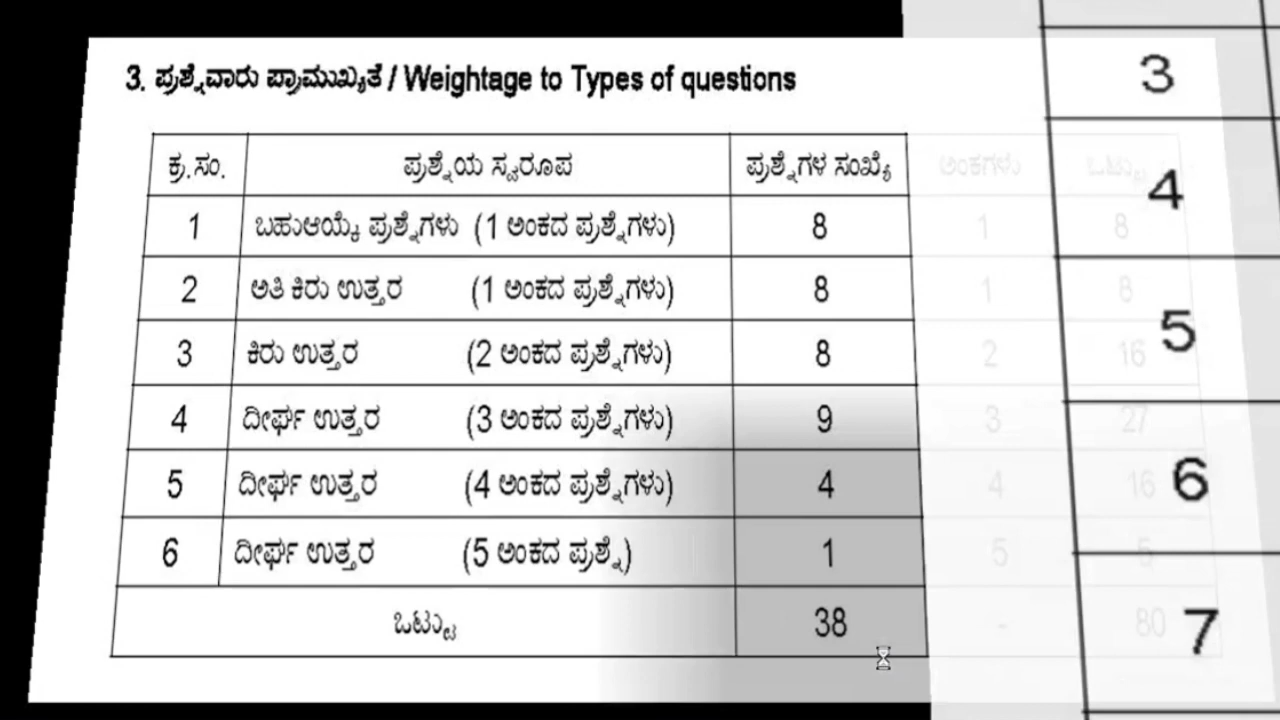 3. ಪ್ರಶ್ನೆವಾರು ಪ್ರಾಮುಖ್ಯತೆ / Weightage to Types of questions
ಕ್ರ.ಸಂ. ಪ್ರಶ್ನೆಯ ಸ್ವರೂಪ ಪ್ರಶ್ನೆಗಳ ಸಂಖ್ಯೆ ಅಂಕಗಳು ಒಟ್ಟು
1 ಬಹುಆಯ್ಕೆ ಪ್ರಶ್ನೆಗಳು (1 ಅಂಕದ ಪ್ರಶ್ನೆಗಳು) 8 1 8
2 ಅತಿ ಕಿರು ಉತ್ತರ (1 ಅಂಕದ ಪ್ರಶ್ನೆಗಳು) 8 1 8
3 ಕಿರು ಉತ್ತರ (2 ಅಂಕದ ಪ್ರಶ್ನೆಗಳು) 8 2 16
4 ದೀರ್ಘ ಉತ್ತರ (3 ಅಂಕದ ಪ್ರಶ್ನೆಗಳು) 9 3 27
5 ದೀರ್ಘ ಉತ್ತರ (4 ಅಂಕದ ಪ್ರಶ್ನೆಗಳು) 4 4 16
6 ದೀರ್ಘ ಉತ್ತರ (5 ಅಂಕದ ಪ್ರಶ್ನೆ) 1 5 5
ಒಟ್ಟು 38 - 80
3
4
5
6
7